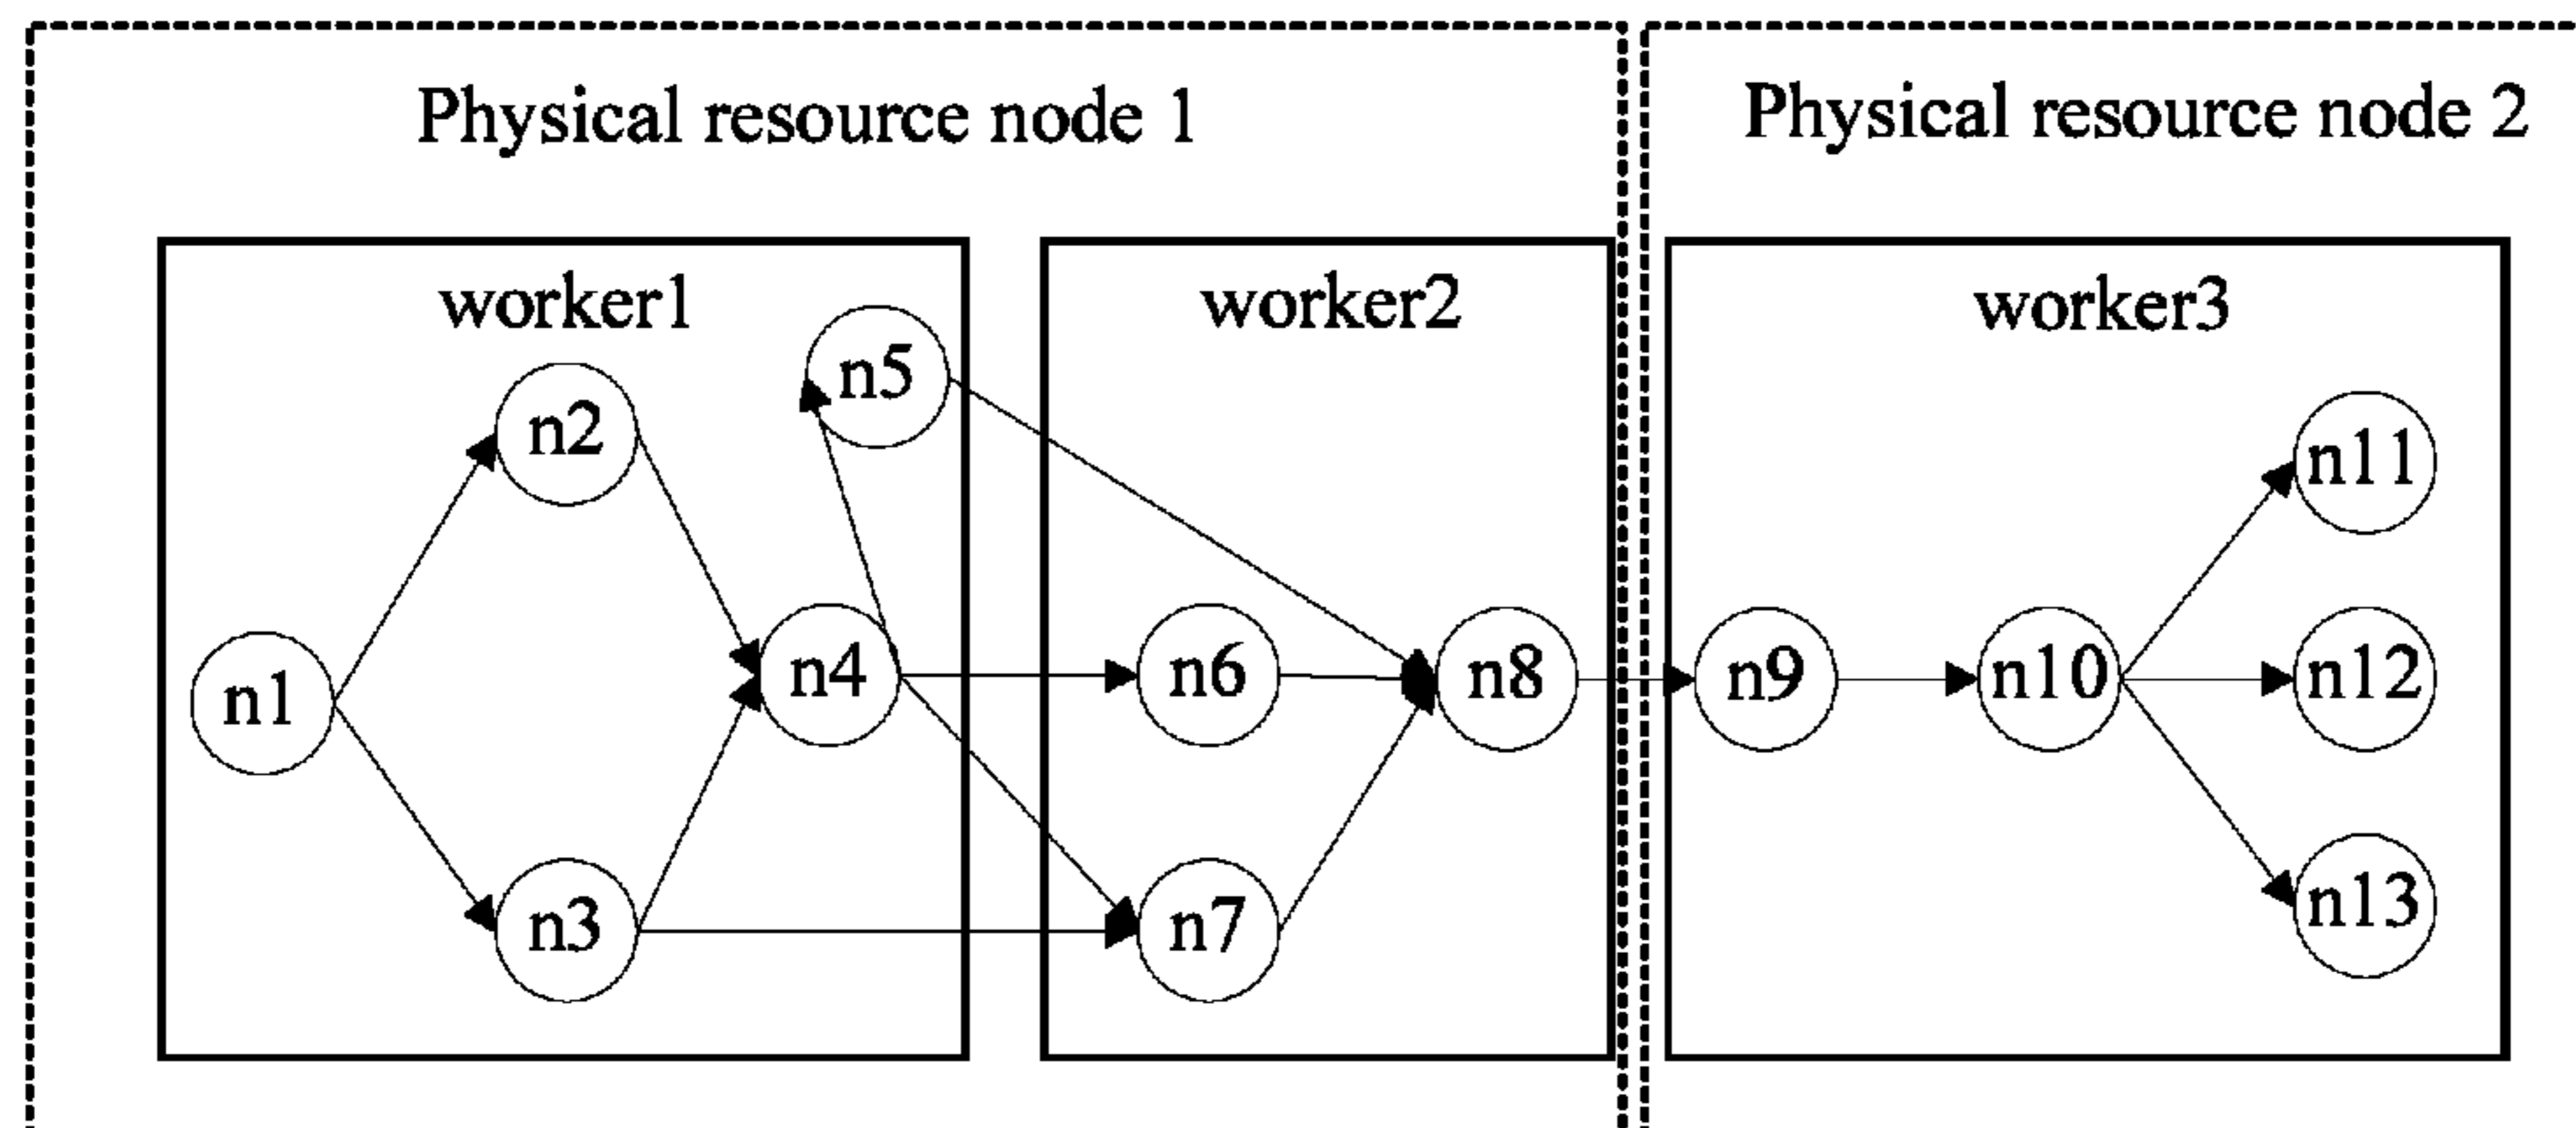 Physical resource node 1
Physical resource node 2
worker1
worker2
worker3
n1
n2
n3
n4
n5
n6
n7
n8
n9
n10
n11
n12
n13